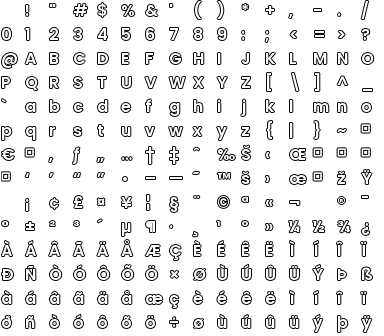 ! " # $ % & ' ( ) * + , - . /
0 1 2 3 4 5 6 7 8 9 : ; < = > ?
@ A B C D E F G H I J K L M N O
P Q R S T U V W X Y Z [ \ ] ^ _
` a b c d e f g h i j k l m n o
p q r s t u v w x y z { | } ~
€ ‚ ƒ „ … † ‡ ˆ ‰ Š ‹ Œ
‘ ’ “ ” • – — ˜ ™ š › œ ž Ÿ
¡ ¢ £ ¤ ¥ ¦ § ¨ © ª « ¬ ® ¯
° ± ² ³ ´ µ ¶ · ¸ ¹ º » ¼ ½ ¾ ¿
À Á Â Ã Ä Å Æ Ç È É Ê Ë Ì Í Î Ï
Ð Ñ Ò Ó Ô Õ Ö × Ø Ù Ú Û Ü Ý Þ ß
à á â ã ä å æ ç è é ê ë ì í î ï
ð ñ ò ó ô õ ö ÷ ø ù ú û ü ý þ ÿ